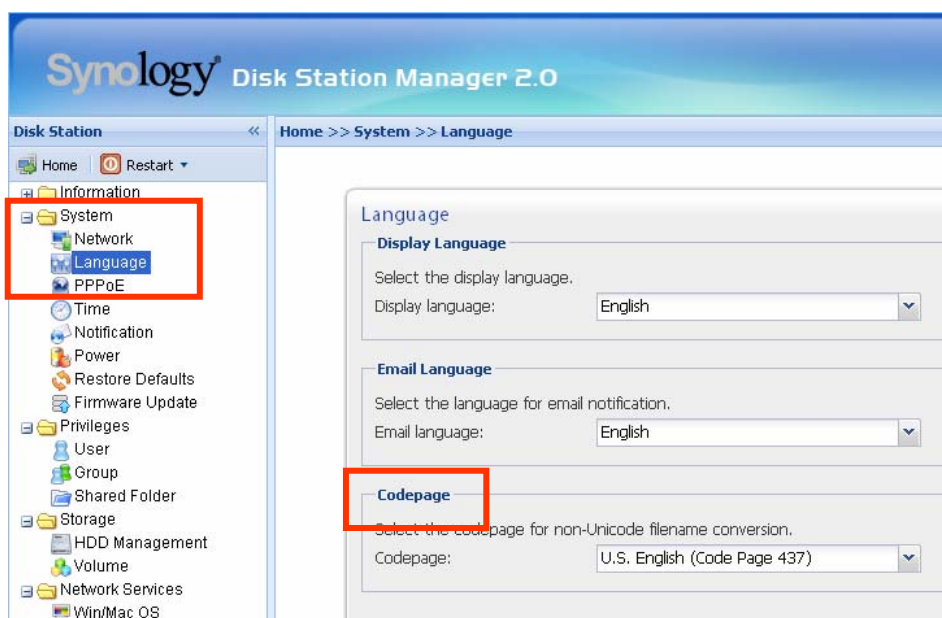 Synology Disk Station Manager 2.0
Disk Station «
Home >> System >> Language
Home Restart
Information
System
Network
Language
PPPoE
Time
Notification
Power
Restore Defaults
Firmware Update
Privileges
User
Group
Shared Folder
Storage
HDD Management
Volume
Network Services
Win/Mac OS
Language
Display Language
Select the display language.
Display language: English
Email Language
Select the language for email notification.
Email language: English
Codepage
Select the codepage for non-Unicode filename conversion.
Codepage: U.S. English (Code Page 437)